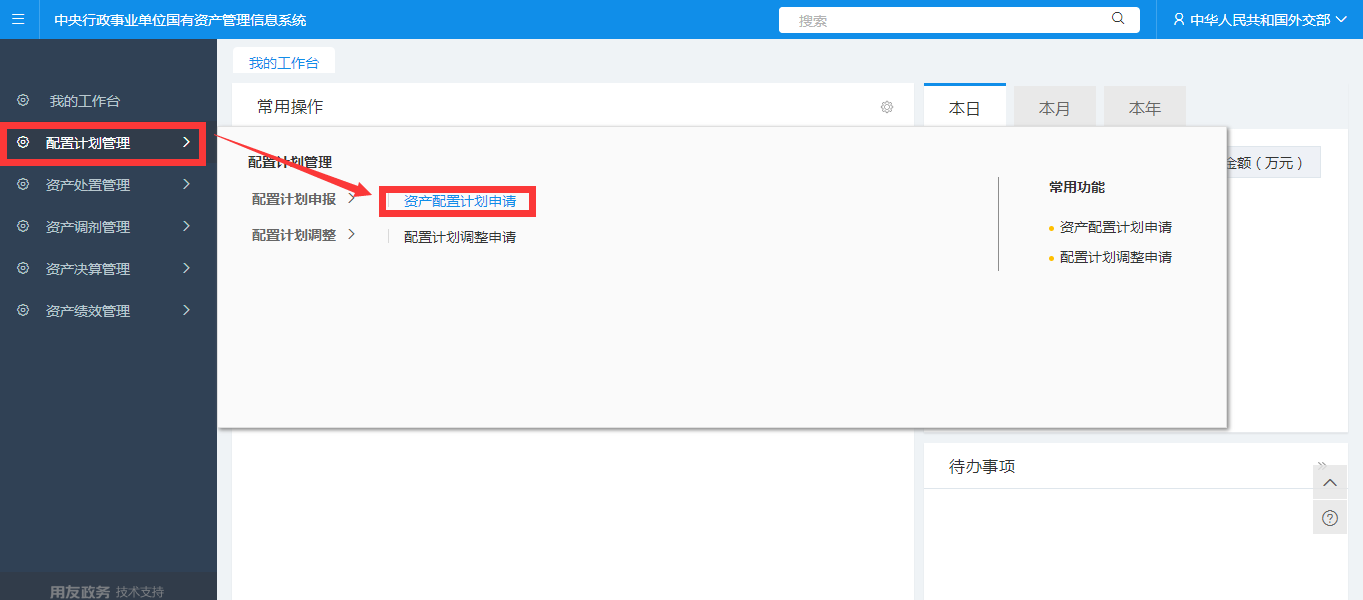 中央行政事业单位国有资产管理信息系统
搜索
中华人民共和国外交部
我的工作台
配置计划管理
资产处置管理
资产调剂管理
资产决算管理
资产绩效管理
用友政务 技术支持
我的工作台
常用操作
本日
本月
本年
金额（万元）
配置计划管理
配置计划申报
资产配置计划申请
配置计划调整
配置计划调整申请
常用功能
资产配置计划申请
配置计划调整申请
待办事项